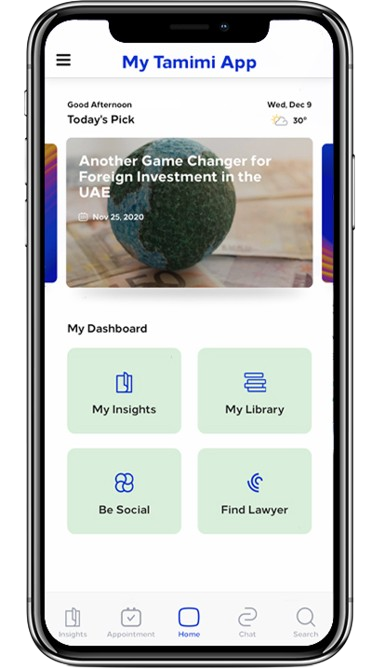 My Tamimi App
Good Afternoon
Wed, Dec 9
Today's Pick
30°
Another Game Changer for
Foreign Investment in the
UAE
Nov 25, 2020
My Dashboard
My Insights
My Library
Be Social
Find Lawyer
Insights
Appointment
Home
Chat
Search